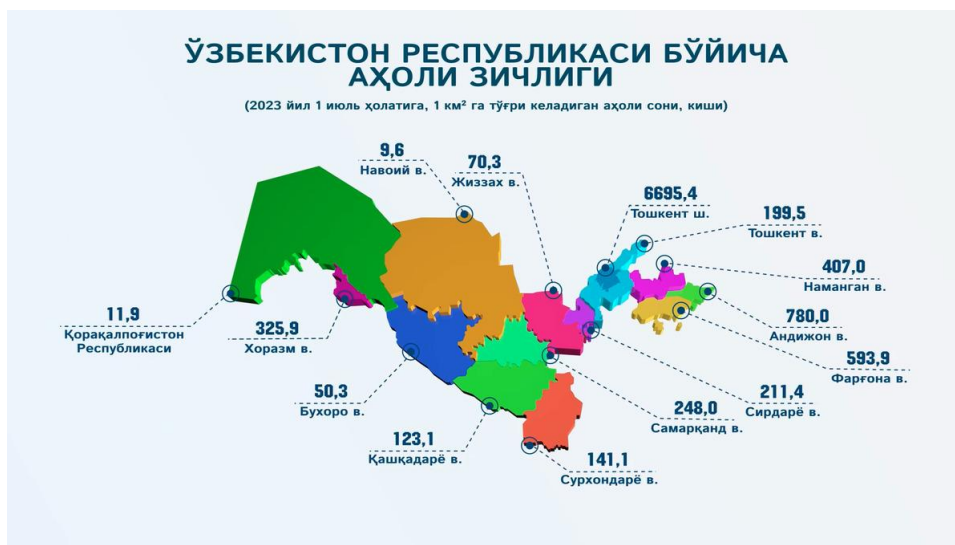 ЎЗБЕКИСТОН РЕСПУБЛИКАСИ БЎЙИЧА
АҲОЛИ ЗИЧЛИГИ
(2023 йил 1 июль ҳолатига, 1 км² га тўғри келадиган аҳоли сони, киши)
9,6
Навоий в.
70,3
Жиззах в.
6695,4
Тошкент ш.
199,5
Тошкент в.
407,0
Наманган в.
11,9
Қорақалпоғистон
Республикаси
325,9
Хоразм в.
780,0
Андижон в.
593,9
Фарғона в.
50,3
Бухоро в.
211,4
Сирдарё в.
248,0
Самарқанд в.
123,1
Қашқадарё в.
141,1
Сурхондарё в.